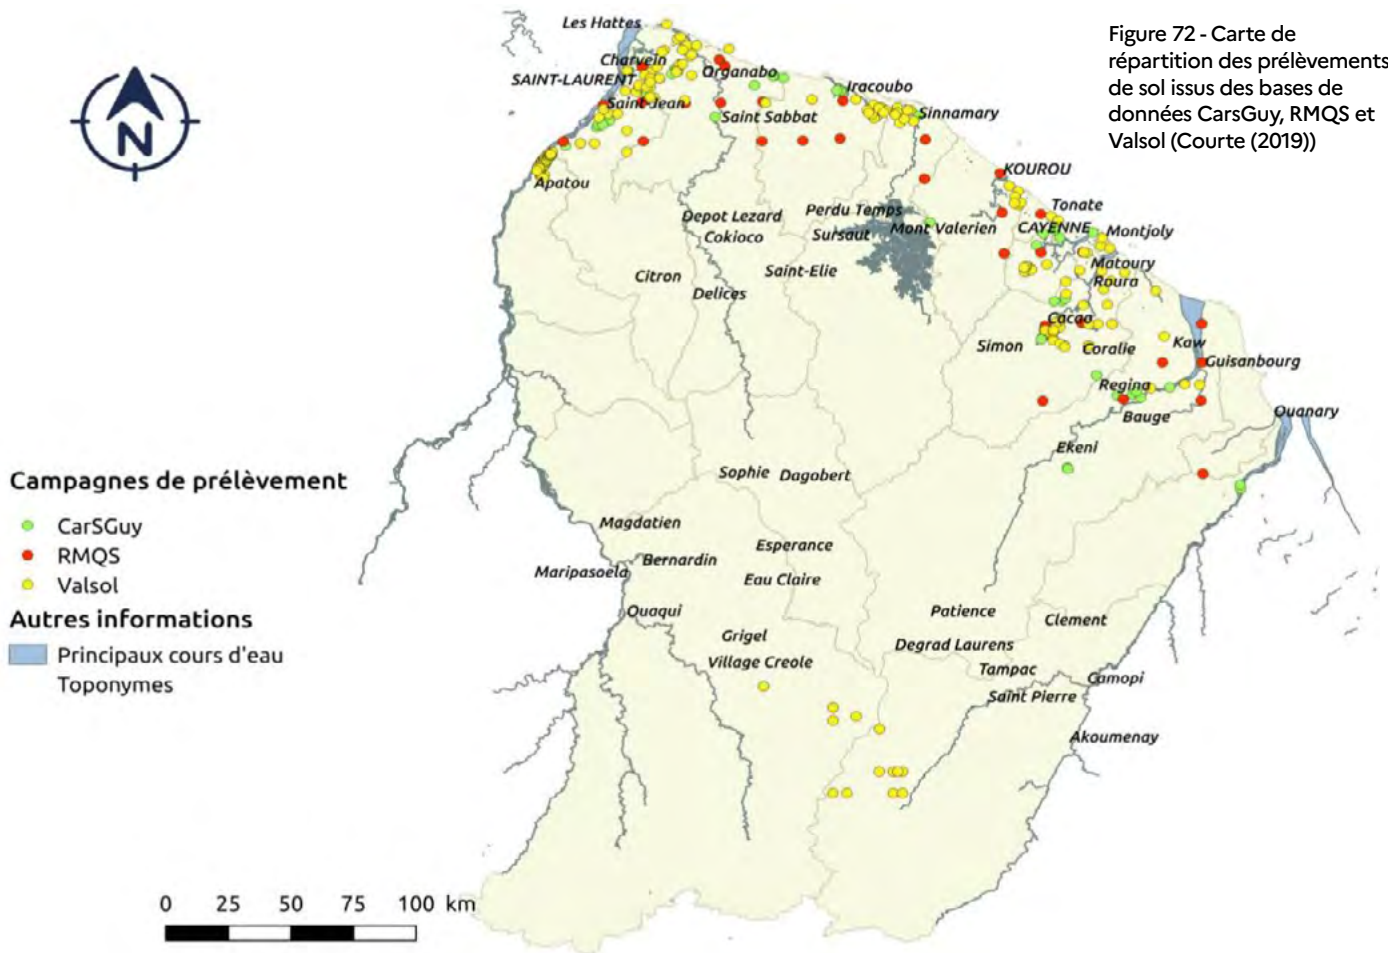 Figure 72 - Carte de
répartition des prélèvements
de sol issus des bases de
données CarsGuy, RMQS et
Valsol (Courte (2019))
N
Les Hattes
Charvein
SAINT-LAURENT
Organabo
Iracoubo
Saint-Jean
Saint Sabbat
Sinnamary
Apatou
KOUROU
Tonate
Depot Lezard
Perdu Temps
CAYENNE
Montjoly
Cokioco
Sursaut
Mont Valerien
Matoury
Citron
Saint-Elie
Roura
Delices
Cacao
Simon
Coralie
Kaw
Guisanbourg
Regina
Bauge
Ouanary
Ekeni
Sophie
Dagobert
Campagnes de prélèvement
CarSGuy
RMQS
Valsol
Autres informations
Principaux cours d'eau
Toponymes
Magdatien
Esperance
Bernardin
Maripasoela
Eau Claire
Ouaqui
Patience
Clement
Grigel
Degrad Laurens
Village Creole
Tampac
Camopi
Saint Pierre
Akoumenay
0 25 50 75 100 km